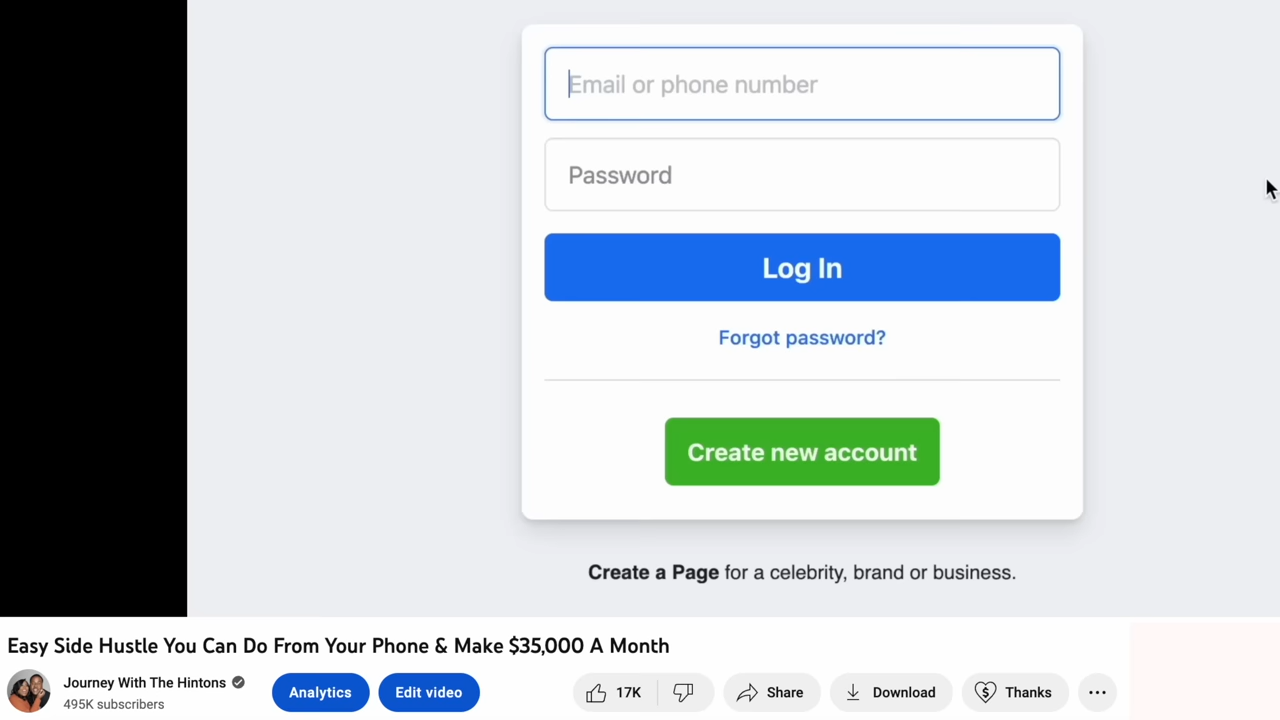 Email or phone number
Password
Log In
Forgot password?
Create new account
Create a Page for a celebrity, brand or business.
Easy Side Hustle You Can Do From Your Phone & Make $35,000 A Month
Journey With The Hintons
495K subscribers
Analytics
Edit video
17K
Share
Download
Thanks